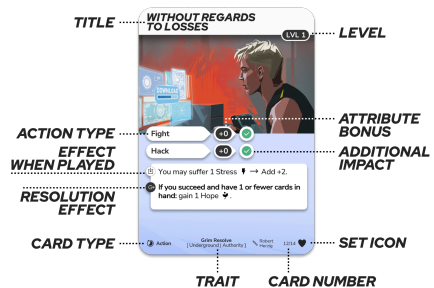 TITLE
WITHOUT REGARDS
TO LOSSES
LVL 1
LEVEL
DOWNLOAD
ACTION TYPE
Fight
+0
ATTRIBUTE
BONUS
Hack
+0
ADDITIONAL
IMPACT
EFFECT
WHEN PLAYED
You may suffer 1 Stress → Add +2.
RESOLUTION
EFFECT
If you succeed and have 1 or fewer cards in
hand: gain 1 Hope.
CARD TYPE
Action
Grim Resolve
[ Underground | Authority ]
Robert
Herzig
12/14
SET ICON
TRAIT
CARD NUMBER